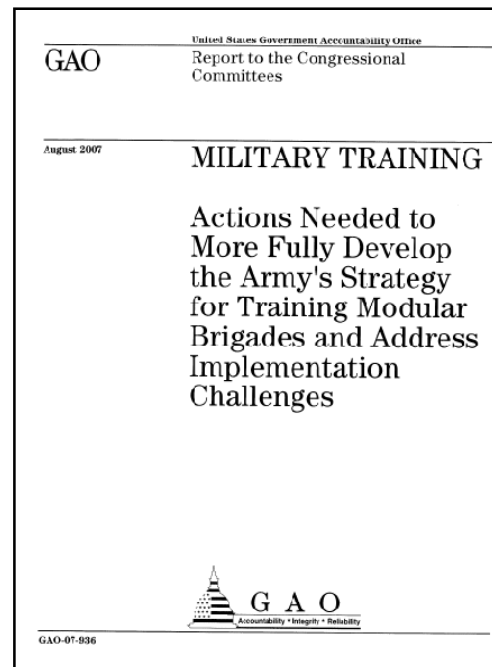 United States Government Accountability Office
GAO
Report to the Congressional
Committees
August 2007
MILITARY TRAINING
Actions Needed to
More Fully Develop
the Army's Strategy
for Training Modular
Brigades and Address
Implementation
Challenges
G A O
Accountability * Integrity * Reliability
GAO-07-936